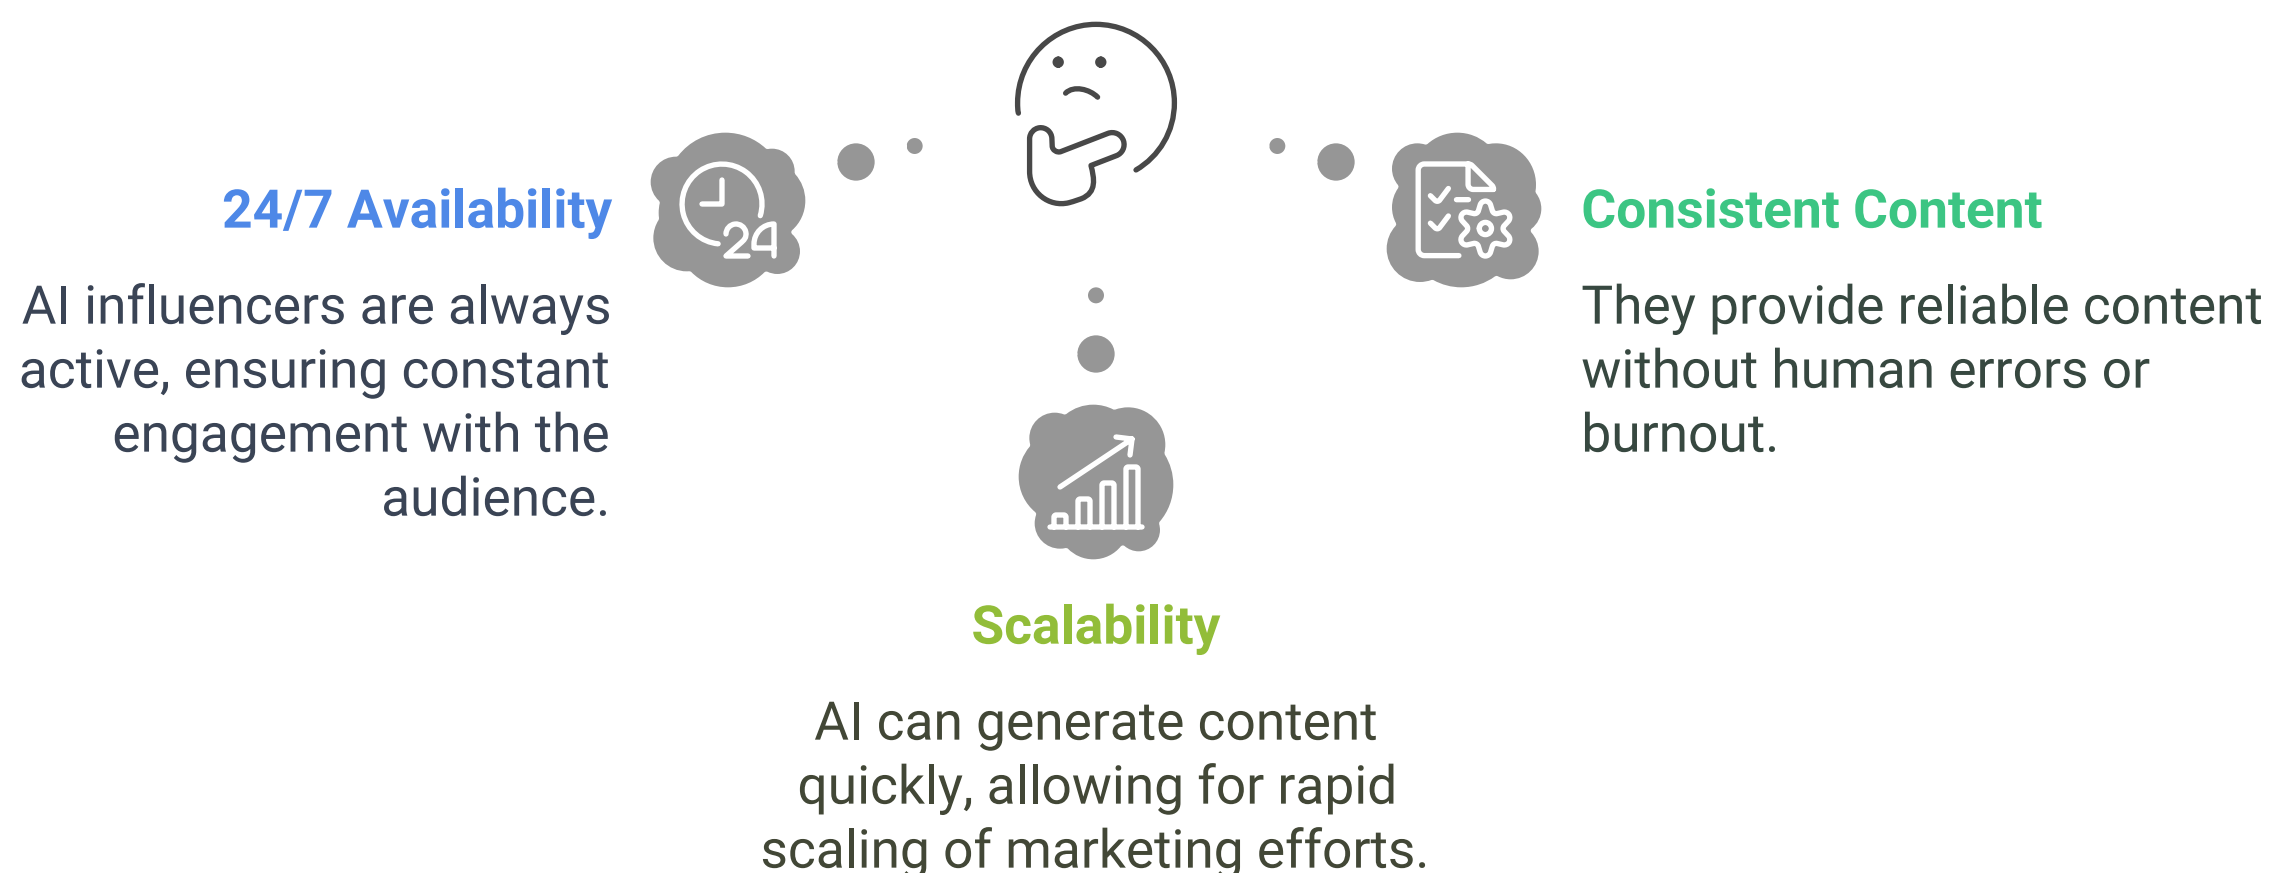 24/7 Availability
AI influencers are always
active, ensuring constant
engagement with the
audience.
24
Consistent Content
They provide reliable content
without human errors or
burnout.
Scalability
AI can generate content
quickly, allowing for rapid
scaling of marketing efforts.